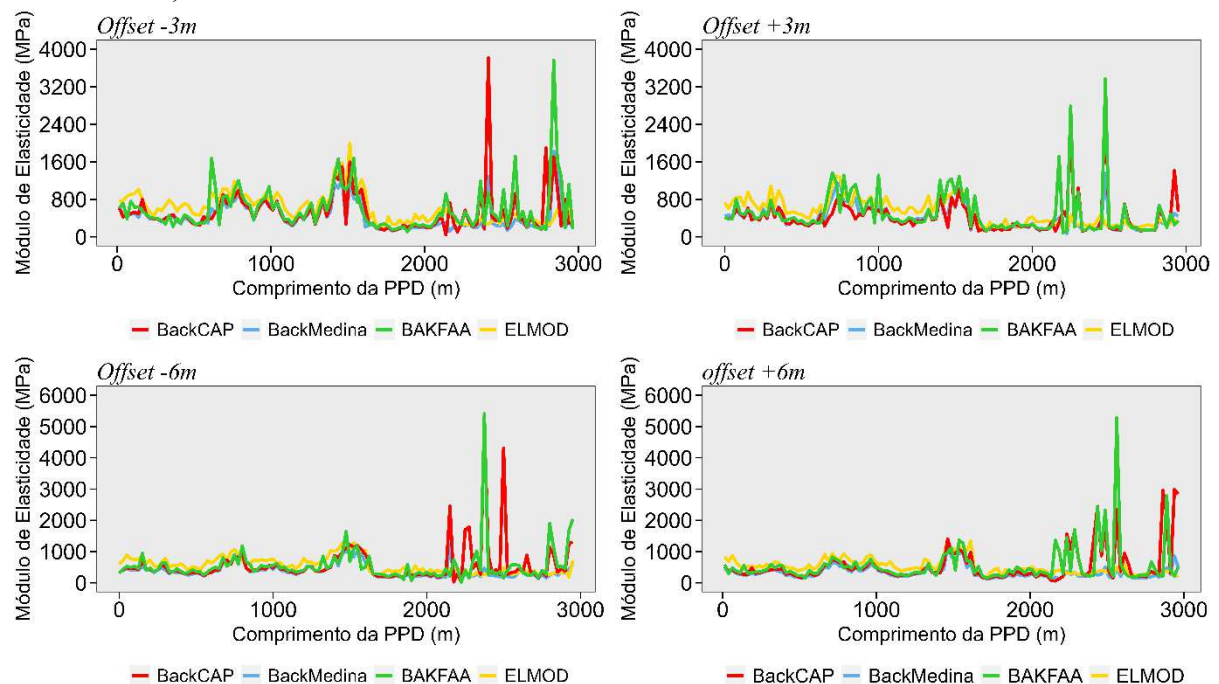 Offset -3m
Módulo de Elasticidade (MPa)
4000
3200
2400
1600
800
0
0 1000 2000 3000
Comprimento da PPD (m)
BackCAP BackMedina BAKFAA ELMOD
Offset +3m
Módulo de Elasticidade (MPa)
4000
3200
2400
1600
800
0
0 1000 2000 3000
Comprimento da PPD (m)
BackCAP BackMedina BAKFAA ELMOD
Offset -6m
Módulo de Elasticidade (MPa)
6000
5000
4000
3000
2000
1000
0
0 1000 2000 3000
Comprimento da PPD (m)
BackCAP BackMedina BAKFAA ELMOD
offset +6m
Módulo de Elasticidade (MPa)
6000
5000
4000
3000
2000
1000
0
0 1000 2000 3000
Comprimento da PPD (m)
BackCAP BackMedina BAKFAA ELMOD